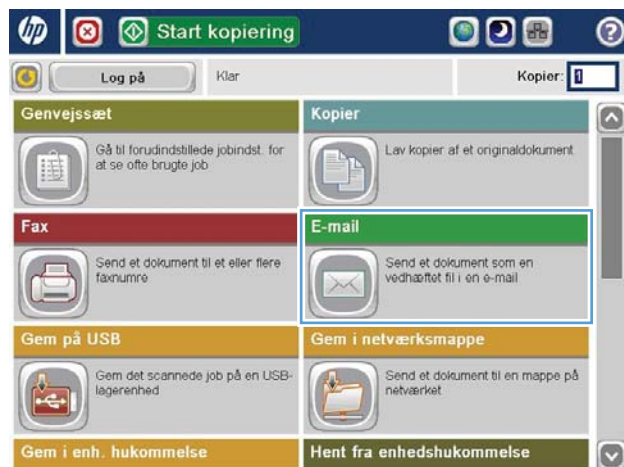 hp Start kopiering ?
Log på Klar Kopier: 1
Genvejssæt
Gå til forudindstillede jobindst. for
at se ofte brugte job
Kopier
Lav kopier af et originaldokument
Fax
Send et dokument til et eller flere
faxnumre
E-mail
Send et dokument som en
vedhæftet fil i en e-mail
Gem på USB
Gem det scannede job på en USB-
lagerenhed
Gem i netværksmappe
Send et dokument til en mappe på
netværket
Gem i enh. hukommelse
Hent fra enhedshukommelse